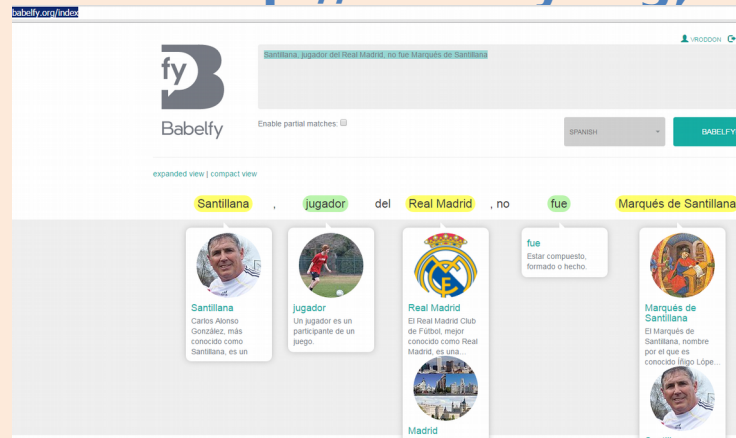 babelfy.org/index
VRODDON
Santillana, jugador del Real Madrid, no fue Marqués de Santillana
fy
Babelfy
Enable partial matches:
SPANISH
BABELFY
expanded view | compact view
Santillana , jugador del Real Madrid , no fue Marqués de Santillana
Santillana
Carlos Alonso
González, más
conocido como
Santillana, es un
jugador
Un jugador es un
participante de un
juego.
Real Madrid
El Real Madrid Club
de Fútbol, mejor
conocido como Real
Madrid, es una...
Madrid
fue
Estar compuesto,
formado o hecho.
Marqués de
Santillana
El Marqués de
Santillana, nombre
por el que es
conocido Íñigo Lópe...